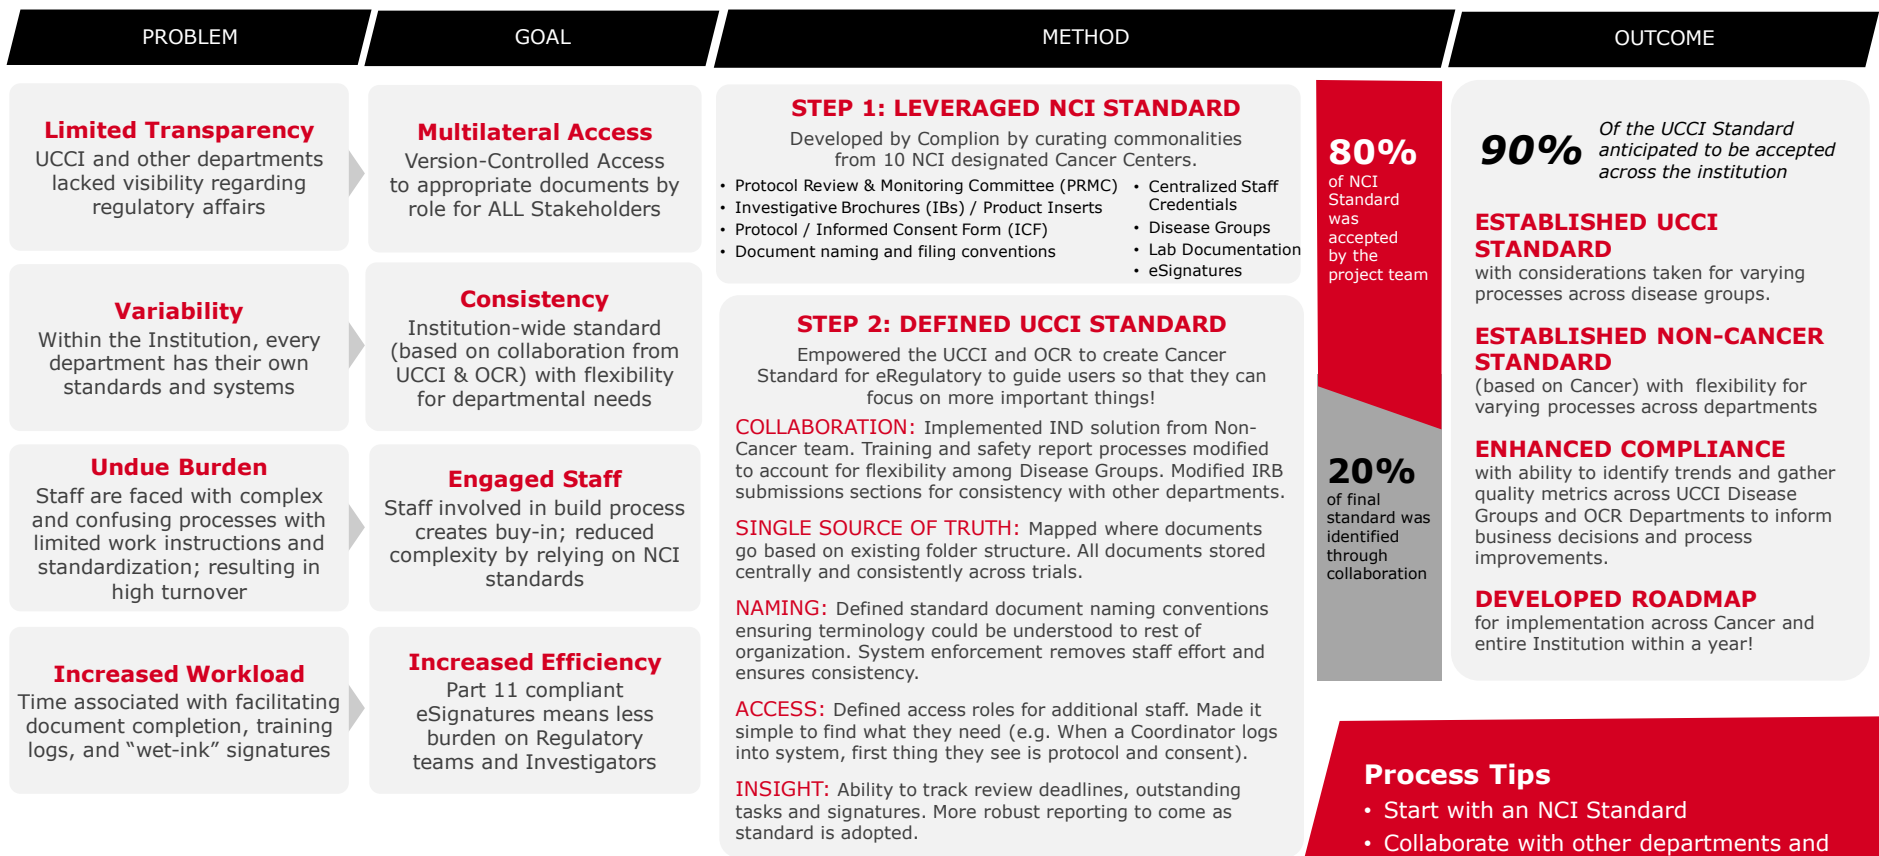 PROBLEM
GOAL
METHOD
OUTCOME
Limited Transparency
UCCI and other departments
lacked visibility regarding
regulatory affairs
Variability
Within the Institution, every
department has their own
standards and systems
Undue Burden
Staff are faced with complex
and confusing processes with
limited work instructions and
standardization; resulting in
high turnover
Increased Workload
Time associated with facilitating
document completion, training
logs, and “wet-ink” signatures
Multilateral Access
Version-Controlled Access
to appropriate documents by
role for ALL Stakeholders
Consistency
Institution-wide standard
(based on collaboration from
UCCI & OCR) with flexibility
for departmental needs
Engaged Staff
Staff involved in build process
creates buy-in; reduced
complexity by relying on NCI
standards
Increased Efficiency
Part 11 compliant
eSignatures means less
burden on Regulatory
teams and Investigators
STEP 1: LEVERAGED NCI STANDARD
Developed by Complion by curating commonalities
from 10 NCI designated Cancer Centers.
• Protocol Review & Monitoring Committee (PRMC)
• Investigative Brochures (IBs) / Product Inserts
• Protocol / Informed Consent Form (ICF)
• Document naming and filing conventions
• Centralized Staff
Credentials
• Disease Groups
• Lab Documentation
• eSignatures
STEP 2: DEFINED UCCI STANDARD
Empowered the UCCI and OCR to create Cancer
Standard for eRegulatory to guide users so that they can
focus on more important things!
COLLABORATION: Implemented IND solution from Non-
Cancer team. Training and safety report processes modified
to account for flexibility among Disease Groups. Modified IRB
submissions sections for consistency with other departments.
SINGLE SOURCE OF TRUTH: Mapped where documents
go based on existing folder structure. All documents stored
centrally and consistently across trials.
NAMING: Defined standard document naming conventions
ensuring terminology could be understood to rest of
organization. System enforcement removes staff effort and
ensures consistency.
ACCESS: Defined access roles for additional staff. Made it
simple to find what they need (e.g. When a Coordinator logs
into system, first thing they see is protocol and consent).
INSIGHT: Ability to track review deadlines, outstanding
tasks and signatures. More robust reporting to come as
standard is adopted.
80%
of NCI
Standard
was
accepted
by the
project team
20%
of final
standard was
identified
through
collaboration
90%
Of the UCCI Standard
anticipated to be accepted
across the institution
ESTABLISHED UCCI
STANDARD
with considerations taken for varying
processes across disease groups.
ESTABLISHED NON-CANCER
STANDARD
(based on Cancer) with flexibility for
varying processes across departments
ENHANCED COMPLIANCE
with ability to identify trends and gather
quality metrics across UCCI Disease
Groups and OCR Departments to inform
business decisions and process
improvements.
DEVELOPED ROADMAP
for implementation across Cancer and
entire Institution within a year!
Process Tips
• Start with an NCI Standard
• Collaborate with other departments and